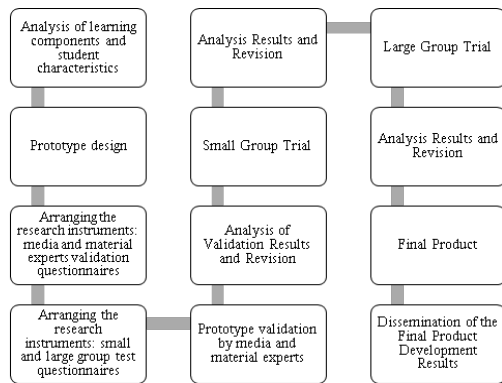 Analysis of learning
components and
student
characteristics
Prototype design
Arranging the
research instruments:
media and material
experts validation
questionnaires
Arranging the
research
instruments: small
and large group test
questionnaires
Prototype validation
by media and
material experts
Analysis of
Validation Results
and Revision
Small Group Trial
Analysis Results and
Revision
Large Group Trial
Analysis Results and
Revision
Final Product
Dissemination of the
Final Product
Development
Results